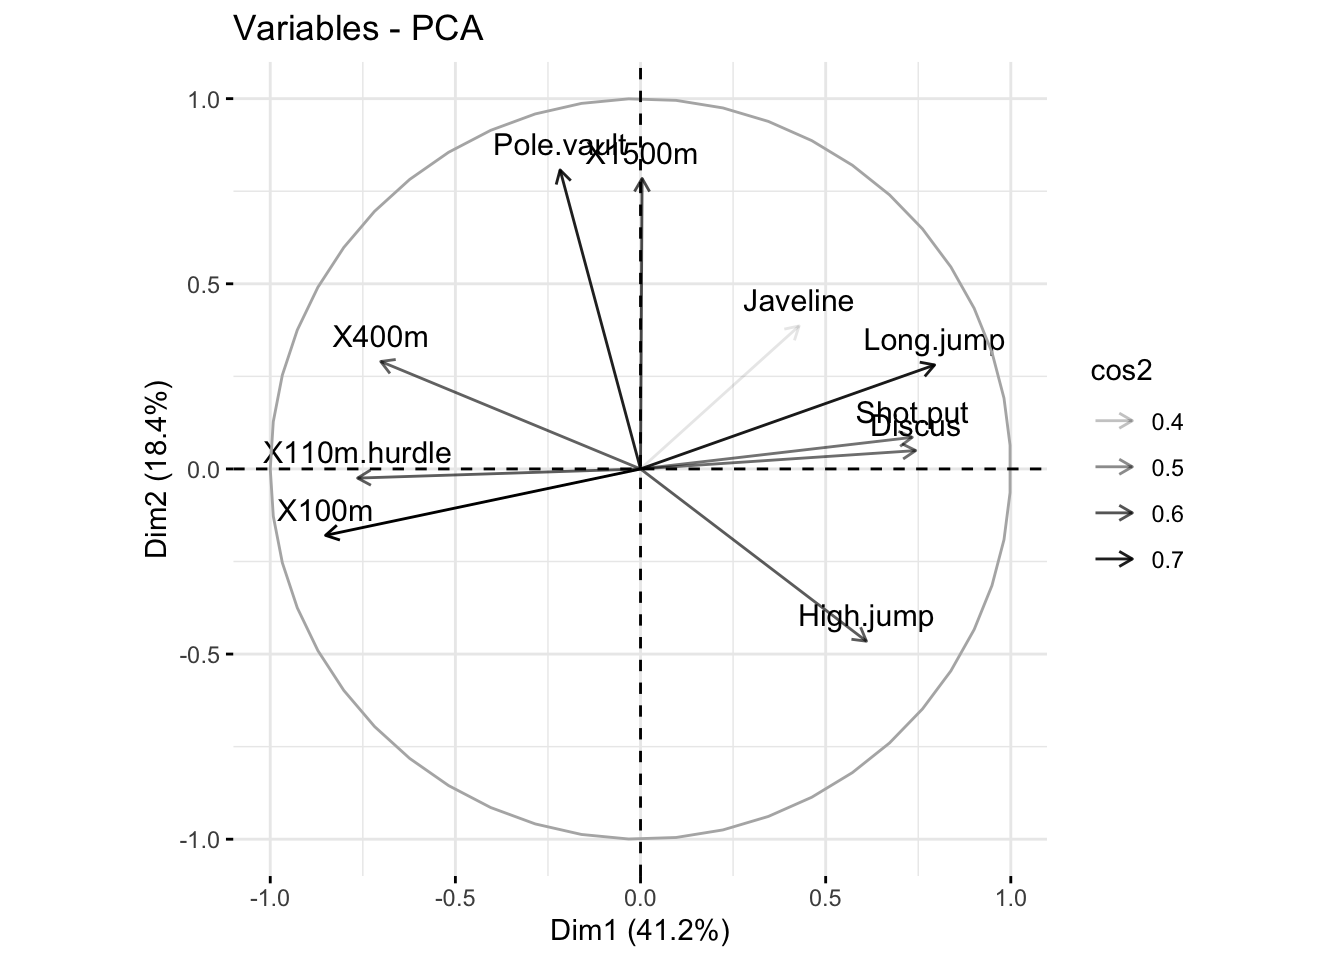 Variables - PCA
1.0
0.5
0.0
-0.5
-1.0
Dim2 (18.4%)
Pole.vault
X1500m
Javeline
X400m
Long.jump
Shot.put
Discus
X110m.hurdle
X100m
High.jump
-1.0
-0.5
0.0
0.5
1.0
Dim1 (41.2%)
cos2
0.4
0.5
0.6
0.7